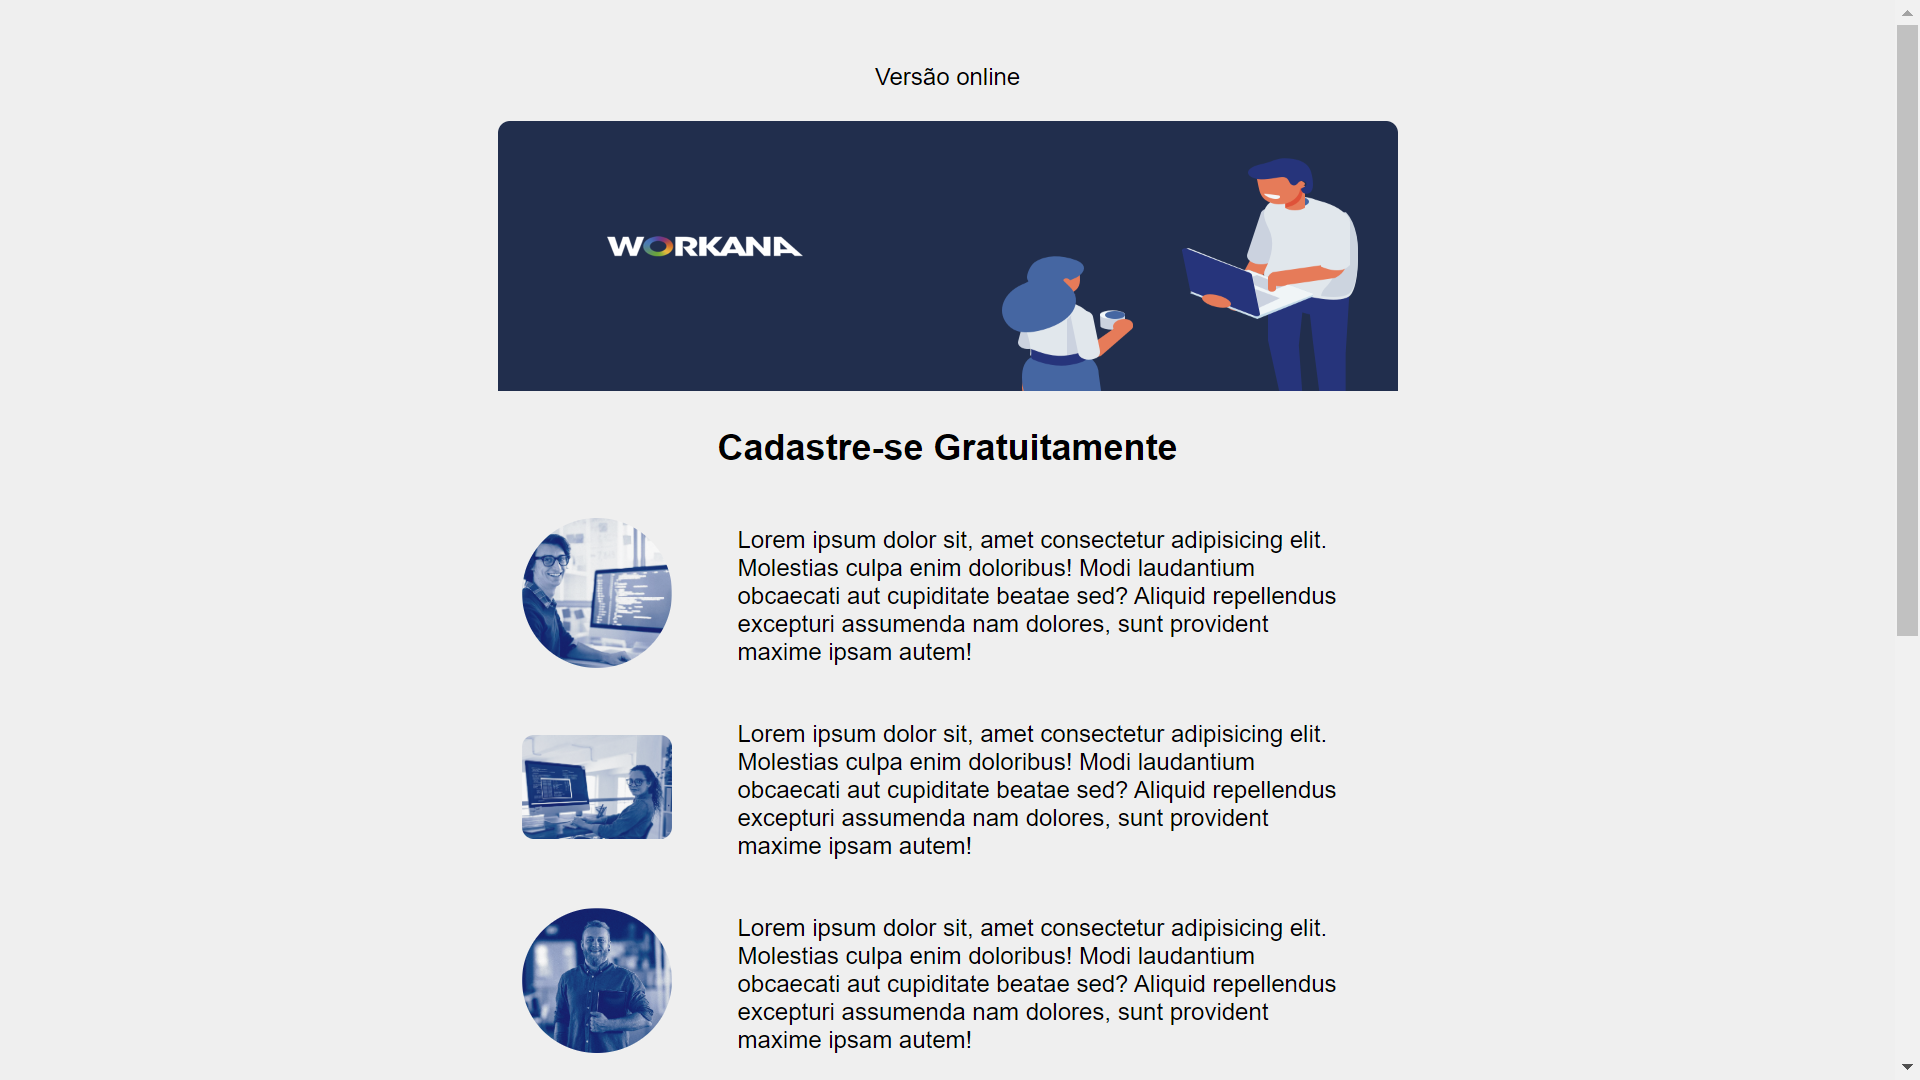 Versão online
WORKANA
Cadastre-se Gratuitamente
Lorem ipsum dolor sit, amet consectetur adipisicing elit.
Molestias culpa enim doloribus! Modi laudantium
obcaecati aut cupiditate beatae sed? Aliquid repellendus
excepturi assumenda nam dolores, sunt provident
maxime ipsam autem!
Lorem ipsum dolor sit, amet consectetur adipisicing elit.
Molestias culpa enim doloribus! Modi laudantium
obcaecati aut cupiditate beatae sed? Aliquid repellendus
excepturi assumenda nam dolores, sunt provident
maxime ipsam autem!
Lorem ipsum dolor sit, amet consectetur adipisicing elit.
Molestias culpa enim doloribus! Modi laudantium
obcaecati aut cupiditate beatae sed? Aliquid repellendus
excepturi assumenda nam dolores, sunt provident
maxime ipsam autem!